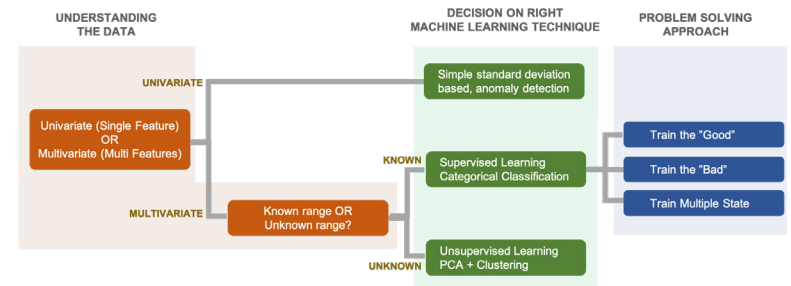 UNDERSTANDING
THE DATA
DECISION ON RIGHT
MACHINE LEARNING TECHNIQUE
PROBLEM SOLVING
APPROACH
UNIVARIATE
Simple standard deviation
based, anomaly detection
Univariate (Single Feature)
OR
Multivariate (Multi Features)
KNOWN
Supervised Learning
Categorical Classification
Train the "Good"
Train the "Bad"
Train Multiple State
MULTIVARIATE
Known range OR
Unknown range?
UNKNOWN
Unsupervised Learning
PCA + Clustering